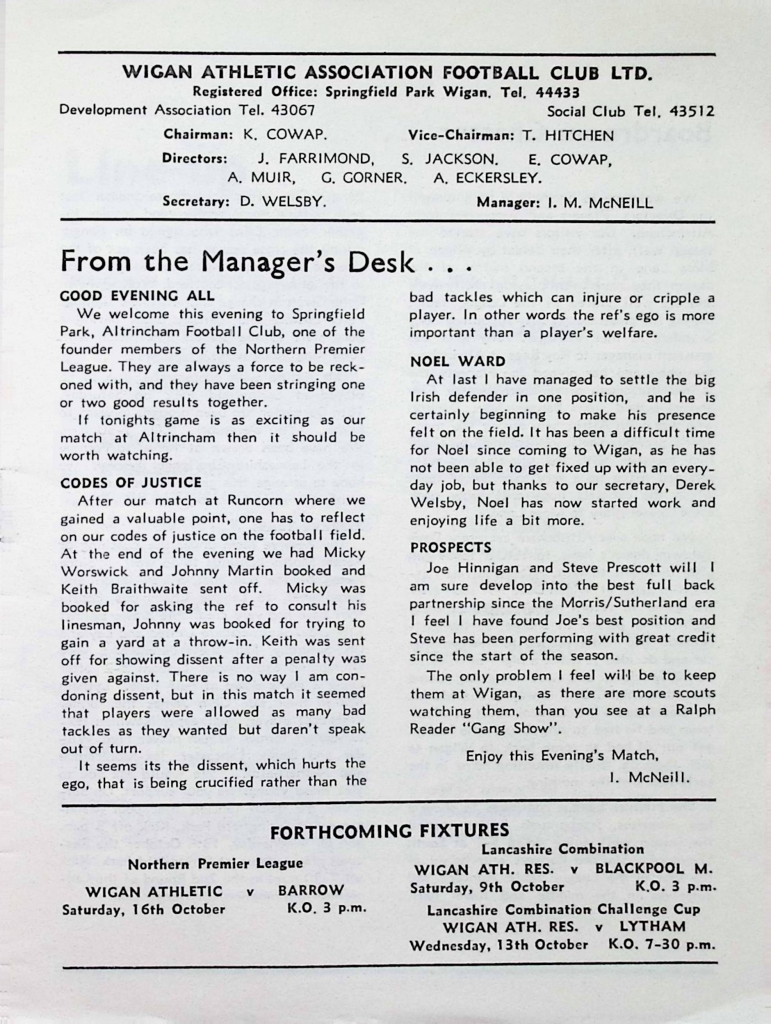 WIGAN ATHLETIC ASSOCIATION FOOTBALL CLUB LTD.
Registered Office: Springfield Park Wigan. Tel. 44433
Development Association Tel. 43067 Social Club Tel. 43512
Chairman: K. COWAP. Vice-Chairman: T. HITCHEN
Directors: J. FARRIMOND, S. JACKSON. E. COWAP,
A. MUIR, G. GORNER. A. ECKERSLEY.
Secretary: D. WELSBY. Manager: I. M. McNEILL
From the Manager's Desk . . .
GOOD EVENING ALL
We welcome this evening to Springfield
Park, Altrincham Football Club, one of the
founder members of the Northern Premier
League. They are always a force to be reck-
oned with, and they have been stringing one
or two good results together.
If tonights game is as exciting as our
match at Altrincham then it should be
worth watching.
CODES OF JUSTICE
After our match at Runcorn where we
gained a valuable point, one has to reflect
on our codes of justice on the football field.
At the end of the evening we had Micky
Worswick and Johnny Martin booked and
Keith Braithwaite sent off. Micky was
booked for asking the ref to consult his
linesman, Johnny was booked for trying to
gain a yard at a throw-in. Keith was sent
off for showing dissent after a penalty was
given against. There is no way I am con-
doning dissent, but in this match it seemed
that players were allowed as many bad
tackles as they wanted but daren't speak
out of turn.
It seems its the dissent, which hurts the
ego, that is being crucified rather than the
bad tackles which can injure or cripple a
player. In other words the ref's ego is more
important than a player's welfare.
NOEL WARD
At last I have managed to settle the big
Irish defender in one position, and he is
certainly beginning to make his presence
felt on the field. It has been a difficult time
for Noel since coming to Wigan, as he has
not been able to get fixed up with an every-
day job, but thanks to our secretary, Derek
Welsby, Noel has now started work and
enjoying life a bit more.
PROSPECTS
Joe Hinnigan and Steve Prescott will I
am sure develop into the best full back
partnership since the Morris/Sutherland era
I feel I have found Joe's best position and
Steve has been performing with great credit
since the start of the season.
The only problem I feel will be to keep
them at Wigan, as there are more scouts
watching them, than you see at a Ralph
Reader "Gang Show".
Enjoy this Evening's Match,
I. McNeill.
FORTHCOMING FIXTURES
Northern Premier League
WIGAN ATHLETIC v BARROW
Saturday, 16th October K.O. 3 p.m.
Lancashire Combination
WIGAN ATH. RES. v BLACKPOOL M.
Saturday, 9th October K.O. 3 p.m.
Lancashire Combination Challenge Cup
WIGAN ATH. RES. v LYTHAM
Wednesday, 13th October K.O. 7-30 p.m.